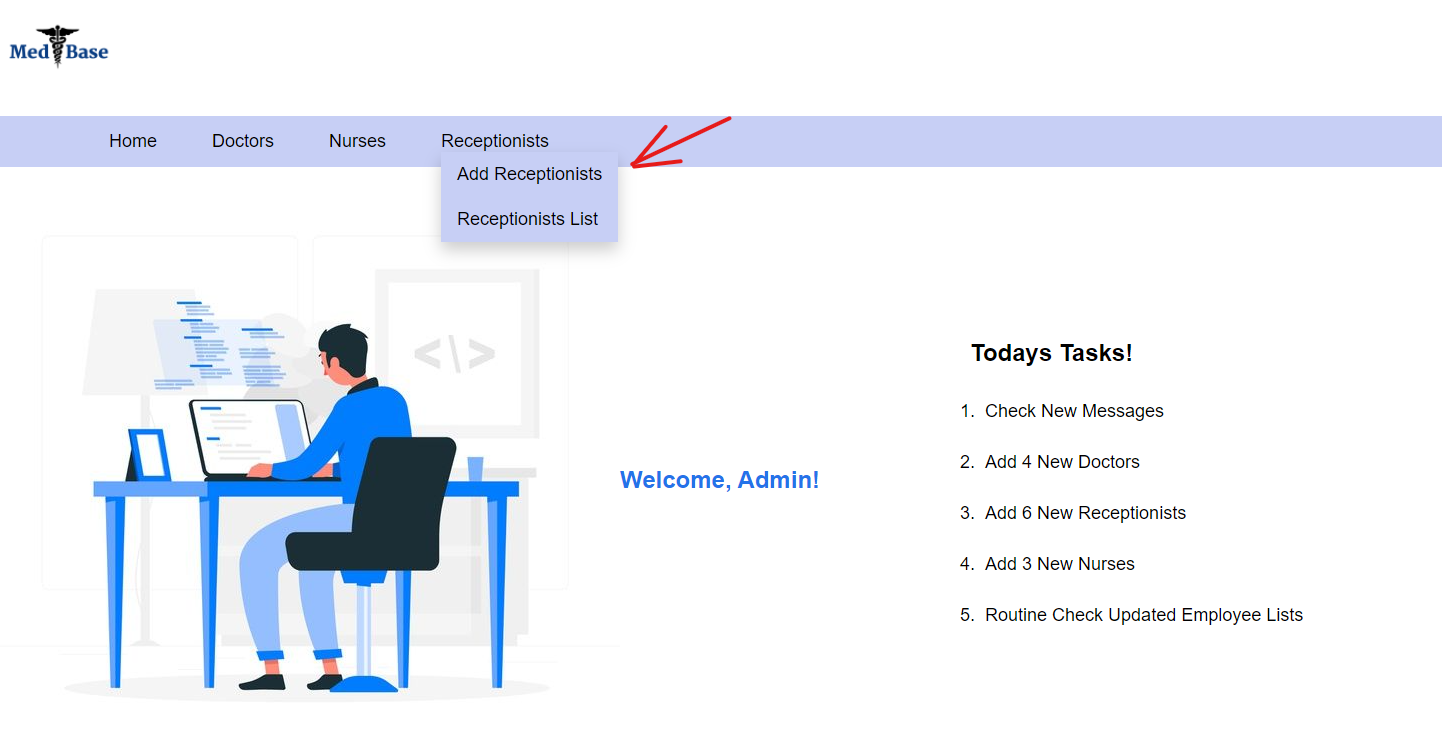 Med Base
Home Doctors Nurses Receptionists
Add Receptionists
Receptionists List
</>
Todays Tasks!
1. Check New Messages
2. Add 4 New Doctors
Welcome, Admin!
3. Add 6 New Receptionists
4. Add 3 New Nurses
5. Routine Check Updated Employee Lists